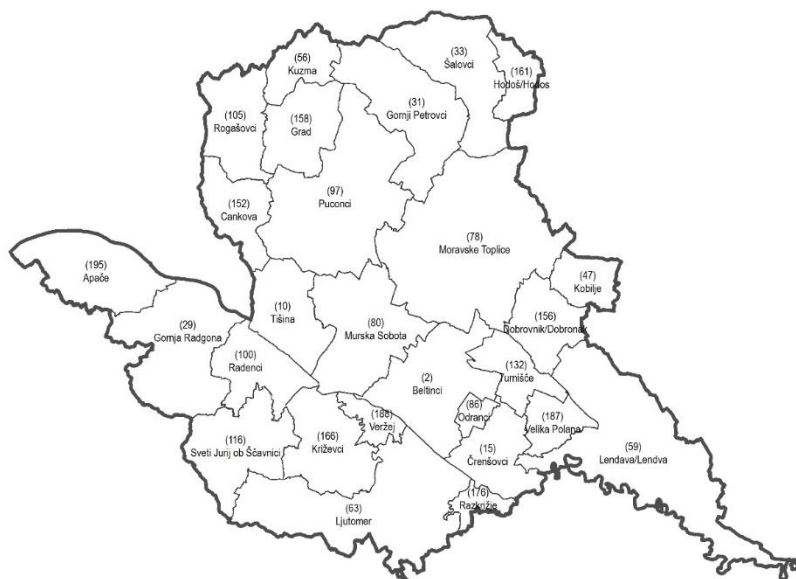 (56)
Kuzma
(33)
Šalovci
(161)
Hodoš/Hodos
(31)
Gornji Petrovci
(105)
Rogašovci
(158)
Grad
(97)
Puconci
(152)
Cankova
(78)
Moravske Toplice
(195)
Apače
(47)
Kobilje
(10)
Tišina
(156)
Dobrovnik/Dobronak
(29)
Gornja Radgona
(80)
Murska Sobota
(100)
Radenci
(132)
Turnišče
(2)
Beltinci
(86)
Odranci
(187)
Velika Polana
(188)
Veržej
(166)
Križevci
(116)
Sveti Jurij ob Ščavnici
(15)
Črenšovci
(59)
Lendava/Lendva
(176)
Razkrižje
(63)
Ljutomer